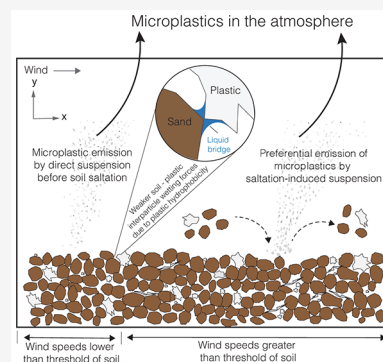 Microplastics in the atmosphere
Wind
y
x
Plastic
Sand
Liquid
bridge
Microplastic emission
by direct suspension
before soil saltation
Weaker soil - plastic
interparticle wetting forces
due to plastic hydrophobicity
Preferential emission of
microplastics by
saltation-induced suspension
Wind speeds lower
than threshold of soil
Wind speeds greater
than threshold of soil